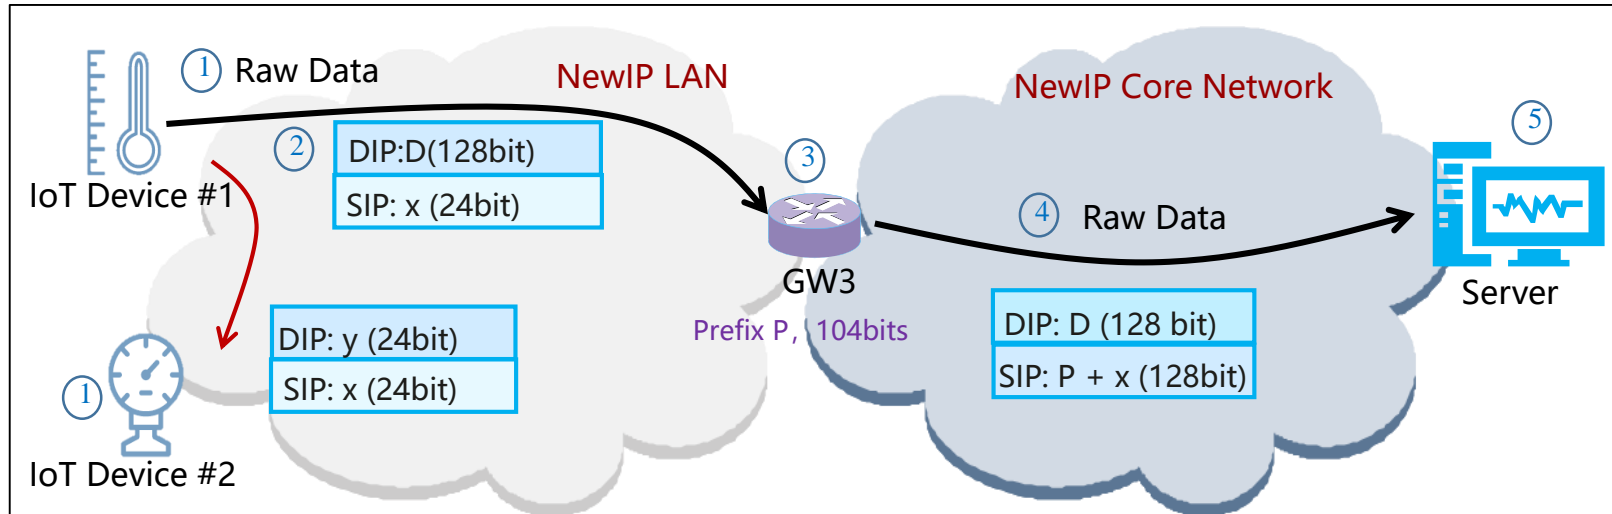 1 Raw Data
NewIP LAN
NewIP Core Network
2
DIP:D(128bit)
SIP: x (24bit)
3
5
IoT Device #1
4 Raw Data
GW3
Prefix P，104bits
Server
DIP: D (128 bit)
SIP: P + x (128bit)
DIP: y (24bit)
SIP: x (24bit)
1
IoT Device #2